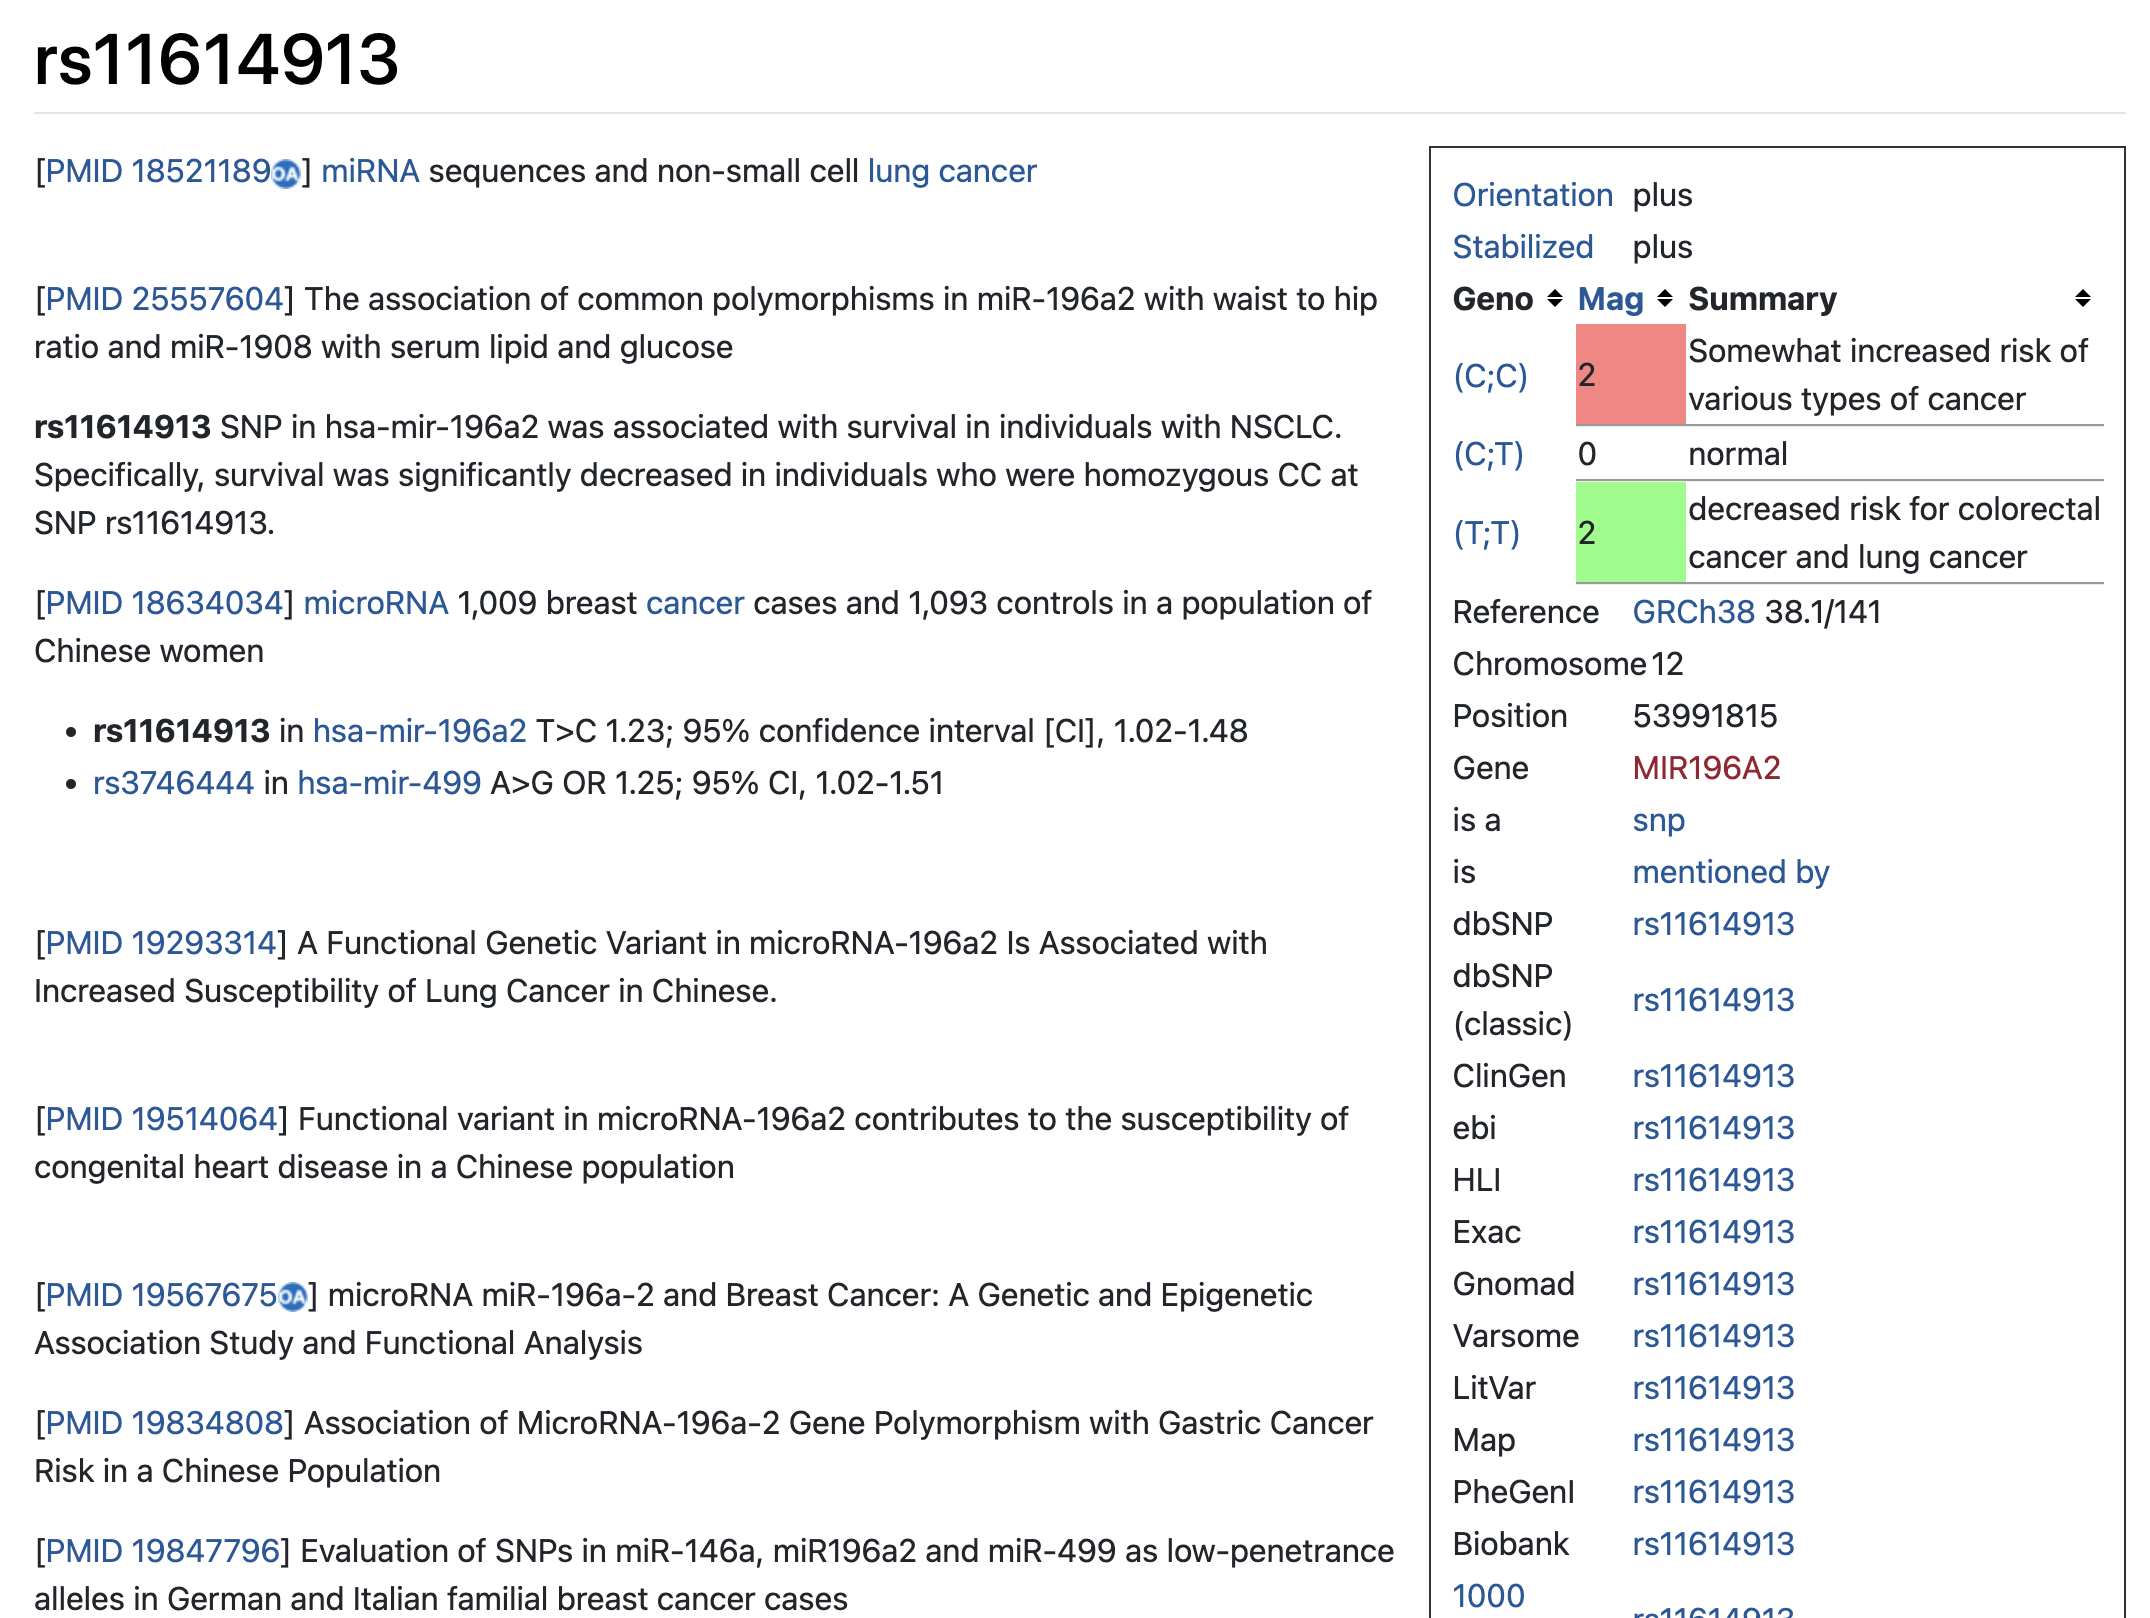 rs11614913
[PMID 18521189OA] miRNA sequences and non-small cell lung cancer
[PMID 25557604] The association of common polymorphisms in miR-196a2 with waist to hip
ratio and miR-1908 with serum lipid and glucose
rs11614913 SNP in hsa-mir-196a2 was associated with survival in individuals with NSCLC.
Specifically, survival was significantly decreased in individuals who were homozygous CC at
SNP rs11614913.
[PMID 18634034] microRNA 1,009 breast cancer cases and 1,093 controls in a population of
Chinese women
• rs11614913 in hsa-mir-196a2 T>C 1.23; 95% confidence interval [CI], 1.02-1.48
• rs3746444 in hsa-mir-499 A>G OR 1.25; 95% CI, 1.02-1.51
[PMID 19293314] A Functional Genetic Variant in microRNA-196a2 Is Associated with
Increased Susceptibility of Lung Cancer in Chinese.
[PMID 19514064] Functional variant in microRNA-196a2 contributes to the susceptibility of
congenital heart disease in a Chinese population
[PMID 19567675OA] microRNA miR-196a-2 and Breast Cancer: A Genetic and Epigenetic
Association Study and Functional Analysis
[PMID 19834808] Association of MicroRNA-196a-2 Gene Polymorphism with Gastric Cancer
Risk in a Chinese Population
[PMID 19847796] Evaluation of SNPs in miR-146a, miR196a2 and miR-499 as low-penetrance
alleles in German and Italian familial breast cancer cases
Orientation plus
Stabilized plus
Geno Mag Summary
(C;C) 2 Somewhat increased risk of
various types of cancer
(C;T) 0 normal
(T;T) 2 decreased risk for colorectal
cancer and lung cancer
Reference GRCh38 38.1/141
Chromosome 12
Position 53991815
Gene MIR196A2
is a snp
is mentioned by
dbSNP rs11614913
dbSNP
(classic) rs11614913
ClinGen rs11614913
ebi rs11614913
HLI rs11614913
Exac rs11614913
Gnomad rs11614913
Varsome rs11614913
LitVar rs11614913
Map rs11614913
PheGenI rs11614913
Biobank rs11614913
1000
rs11614913